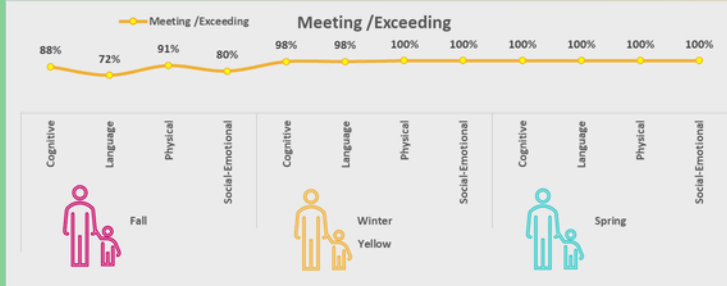 Meeting /Exceeding
Meeting /Exceeding
88% 72% 91% 80% 98% 98% 100% 100% 100% 100% 100% 100%
Cognitive Language Physical Social-Emotional Cognitive Language Physical Social-Emotional Cognitive Language Physical Social-Emotional
Fall Winter Spring
Yellow